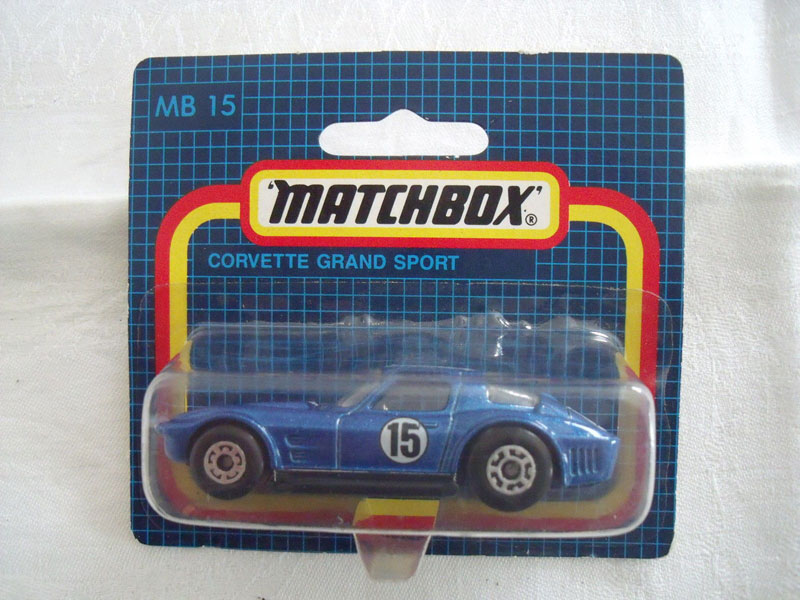 MB 15
'MATCHBOX'®
CORVETTE GRAND SPORT
15